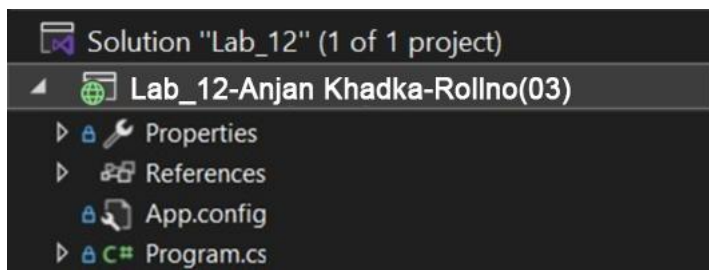 Solution "Lab_12" (1 of 1 project)
Lab_12-Anjan Khadka-Rollno(03)
Properties
References
App.config
C# Program.cs